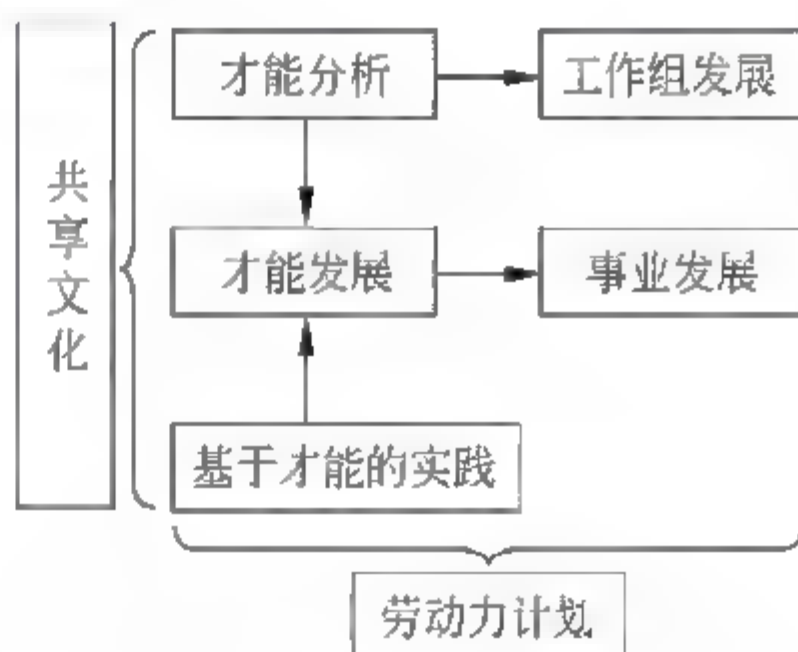 共享文化
才能分析
工作组发展
才能发展
事业发展
基于才能的实践
劳动力计划